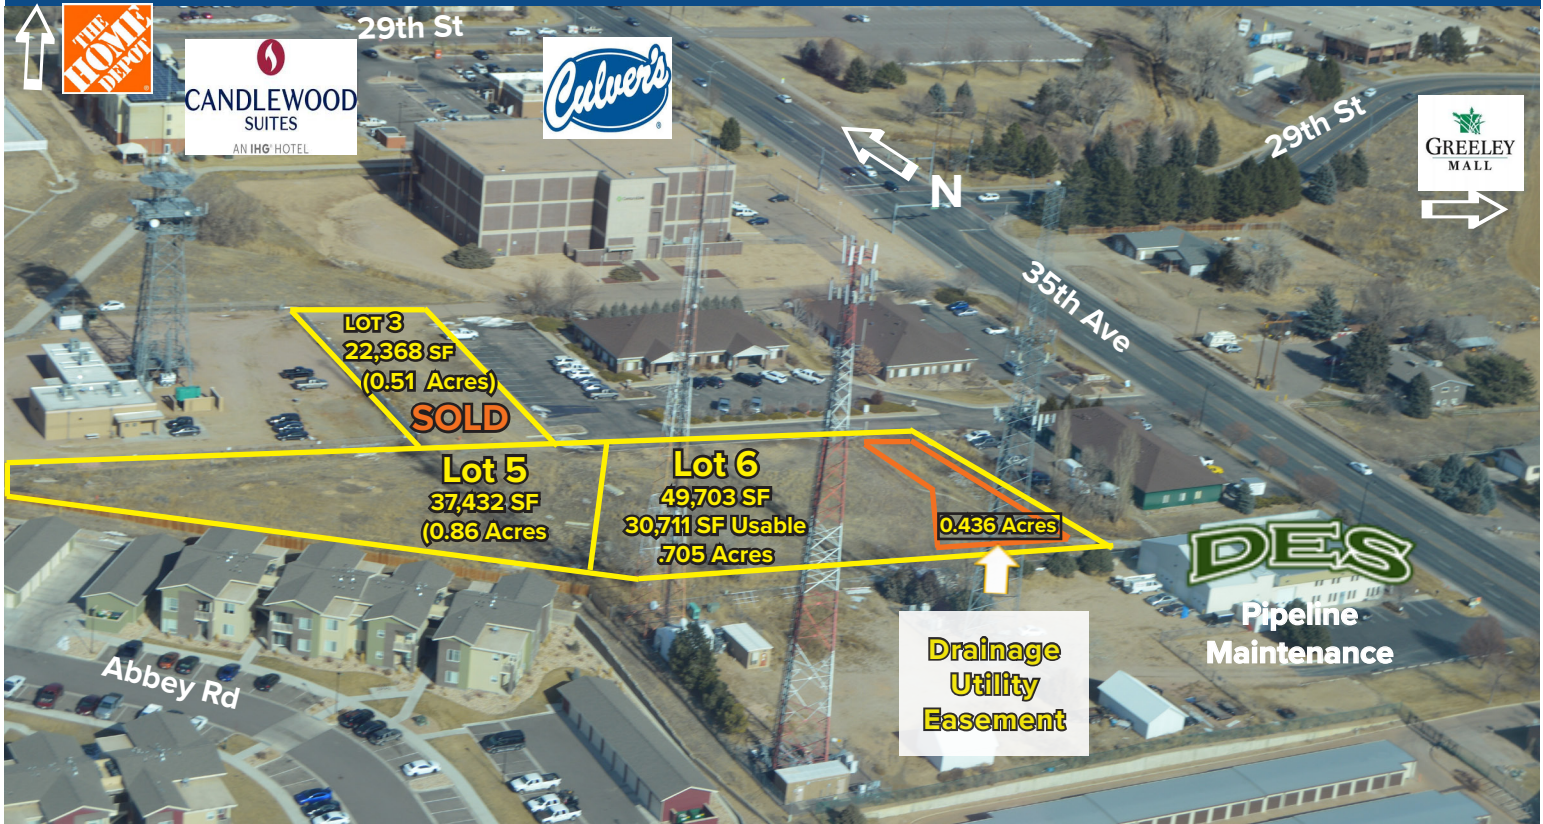 THE
HOME
DEPOT
29th St
CANDLEWOOD
SUITES
AN IHG® HOTEL
Culver's
®
29th St
GREELEY
MALL
N
35th Ave
LOT 3
22,368 SF
(0.51 Acres)
SOLD
Lot 5
37,432 SF
(0.86 Acres
Lot 6
49,703 SF
30,711 SF Usable
.705 Acres
0.436 Acres
DES
Pipeline
Maintenance
Drainage
Utility
Easement
Abbey Rd